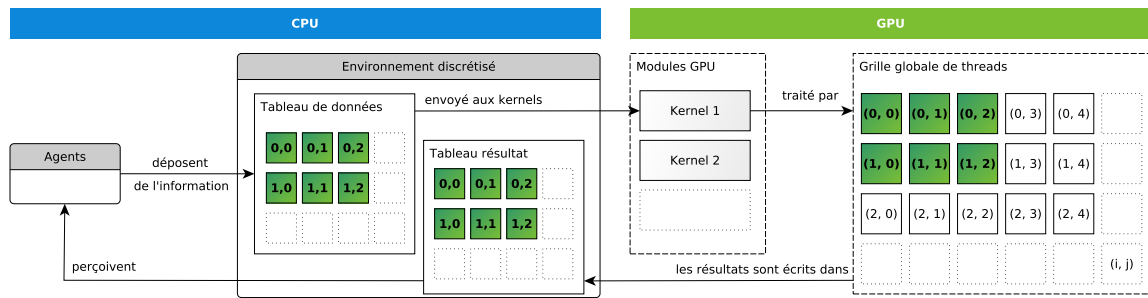 CPU
GPU
Environnement discrétisé
Modules GPU
Grille globale de threads
Tableau de données
envoyé aux kernels
Kernel 1
traité par
Agents
déposent
de l'information
0,0 0,1 0,2
1,0 1,1 1,2
Tableau résultat
0,0 0,1 0,2
1,0 1,1 1,2
Kernel 2
(0, 0) (0, 1) (0, 2) (0, 3) (0, 4)
(1, 0) (1, 1) (1, 2) (1, 3) (1, 4)
(2, 0) (2, 1) (2, 2) (2, 3) (2, 4)
(i, j)
perçoivent
les résultats sont écrits dans